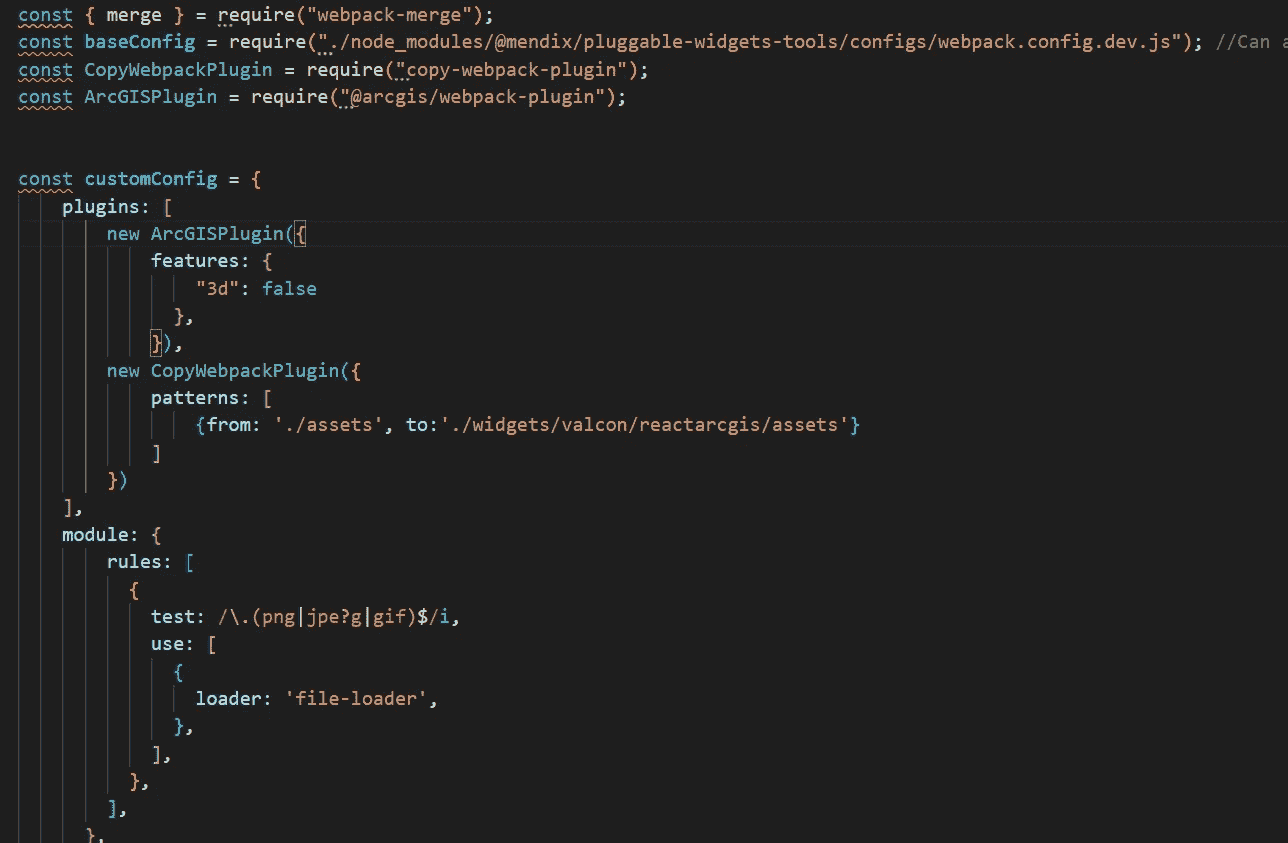 const { merge } = require("webpack-merge");
const baseConfig = require("./node_modules/@mendix/pluggable-widgets-tools/configs/webpack.config.dev.js"); //Can a
const CopyWebpackPlugin = require("copy-webpack-plugin");
const ArcGISPlugin = require("@arcgis/webpack-plugin");
const customConfig = {
plugins: [
new ArcGISPlugin({
features: {
"3d": false
},
}),
new CopyWebpackPlugin({
patterns: [
{from: './assets', to:'./widgets/valcon/reactarcgis/assets'}
]
})
],
module: {
rules: [
{
test: /\.(png|jpe?g|gif)$/i,
use: [
{
loader: 'file-loader',
},
],
},
],
},